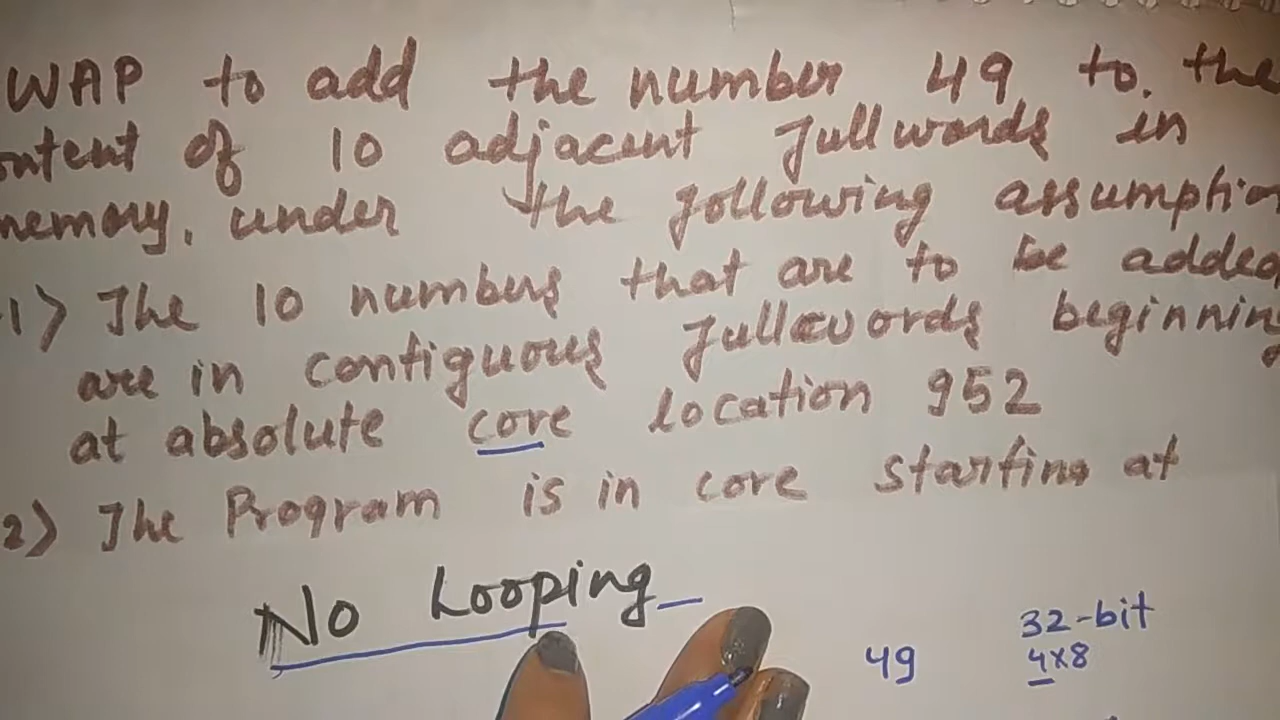 WAP to add the number 49 to. the
ontent of 10 adjacent fullwords in
memory, under the following assumption
1) The 10 numbers that are to be added
are in contiguous fullwords beginning
at absolute core location 952
2) The Program is in core starting at
No Looping
49
32-bit
4x8